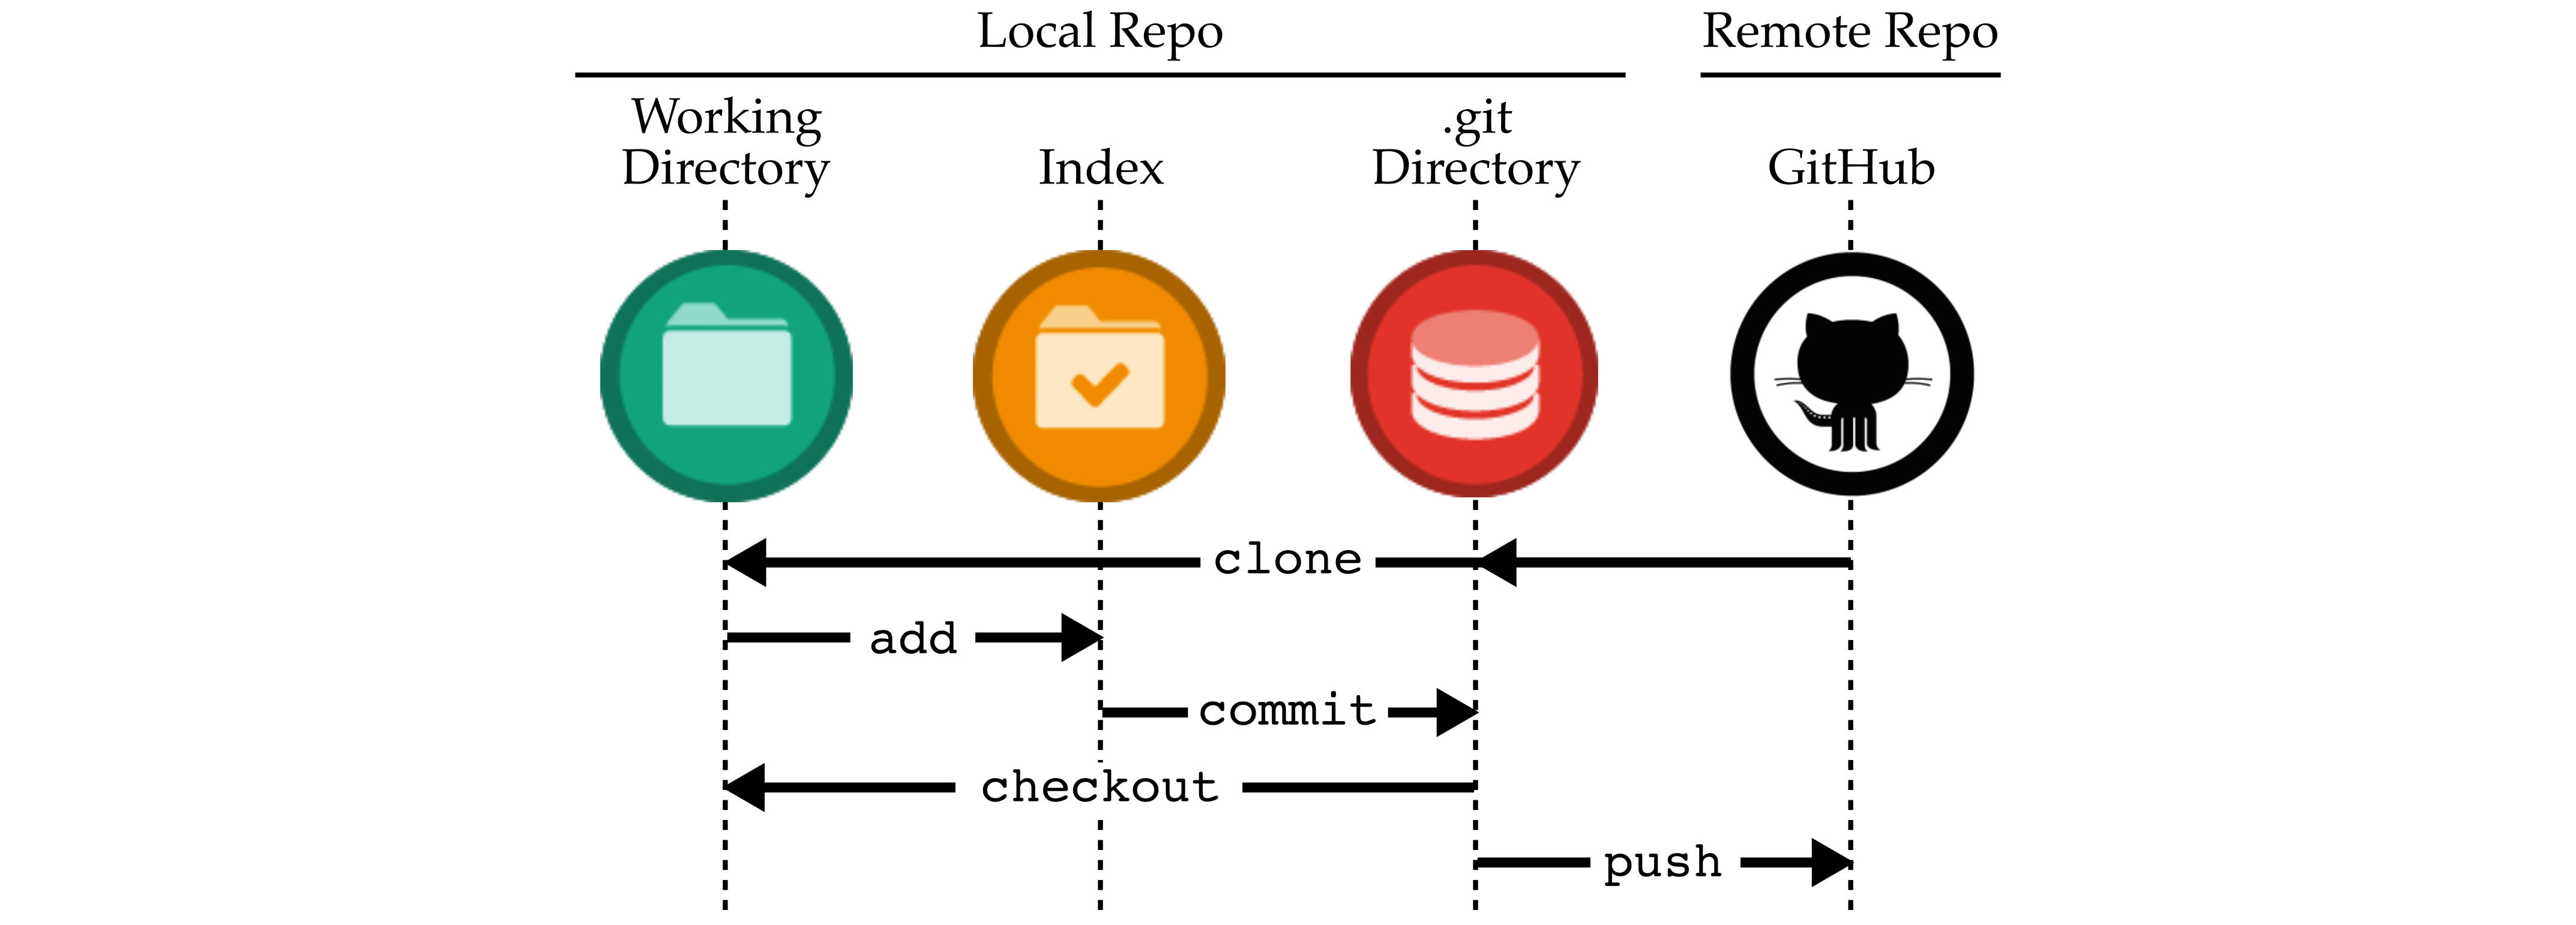 Local Repo
Remote Repo
Working
Directory
Index
.git
Directory
GitHub
clone
add
commit
checkout
push